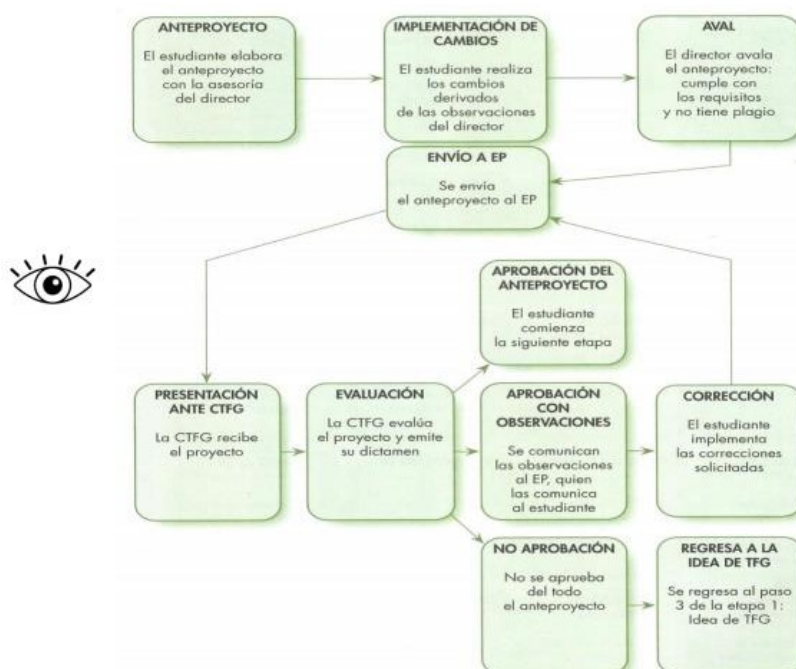 ANTEPROYECTO
El estudiante elabora
el anteproyecto
con la asesoría
del director
IMPLEMENTACIÓN DE
CAMBIOS
El estudiante realiza
los cambios
derivados
de las observaciones
del director
AVAL
El director avala
el anteproyecto:
cumple con
los requisitos
y no tiene plagio
ENVÍO A EP
Se envía
el anteproyecto al EP
APROBACIÓN DEL
ANTEPROYECTO
El estudiante
comienza
la siguiente etapa
PRESENTACIÓN
ANTE CTFG
La CTFG recibe
el proyecto
EVALUACIÓN
La CTFG evalúa
el proyecto y emite
su dictamen
APROBACIÓN
CON
OBSERVACIONES
Se comunican
las observaciones
al EP, quien
las comunica
al estudiante
CORRECCIÓN
El estudiante
implementa
las correcciones
solicitadas
NO APROBACIÓN
No se aprueba
del todo
el anteproyecto
REGRESA A LA
IDEA DE TFG
Se regresa al paso
3 de la etapa 1:
Idea de TFG